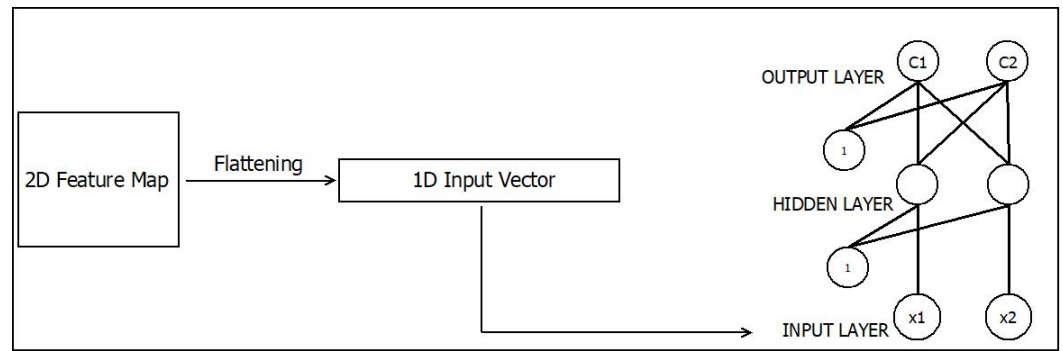 2D Feature Map
Flattening
1D Input Vector
C1
C2
OUTPUT LAYER
1
HIDDEN LAYER
1
x1
x2
INPUT LAYER